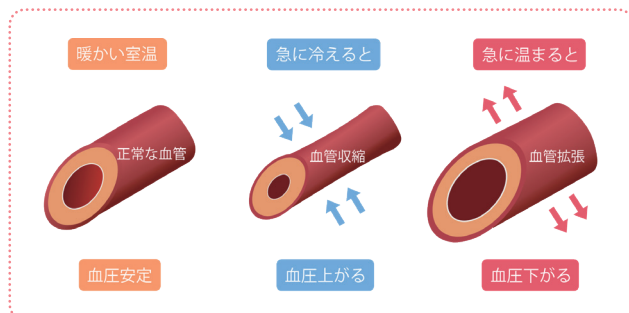 暖かい室温
急に冷えると
急に温まると
正常な血管
血管収縮
血管拡張
血圧安定
血圧上がる
血圧下がる